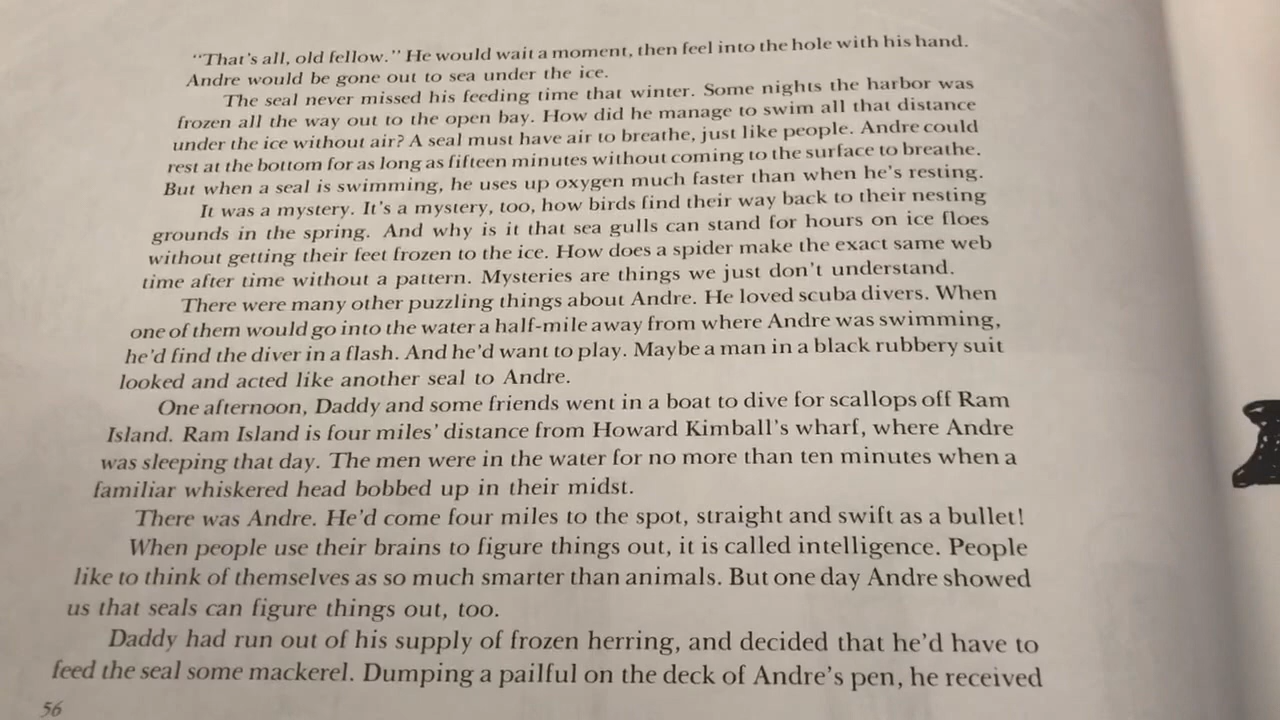 "That's all, old fellow." He would wait a moment, then feel into the hole with his hand.
Andre would be gone out to sea under the ice.
The seal never missed his feeding time that winter. Some nights the harbor was
frozen all the way out to the open bay. How did he manage to swim all that distance
under the ice without air? A seal must have air to breathe, just like people. Andre could
rest at the bottom for as long as fifteen minutes without coming to the surface to breathe.
But when a seal is swimming, he uses up oxygen much faster than when he's resting.
It was a mystery. It's a mystery, too, how birds find their way back to their nesting
grounds in the spring. And why is it that sea gulls can stand for hours on ice floes
without getting their feet frozen to the ice. How does a spider make the exact same web
time after time without a pattern. Mysteries are things we just don't understand.
There were many other puzzling things about Andre. He loved scuba divers. When
one of them would go into the water a half-mile away from where Andre was swimming,
he'd find the diver in a flash. And he'd want to play. Maybe a man in a black rubbery suit
looked and acted like another seal to Andre.
One afternoon, Daddy and some friends went in a boat to dive for scallops off Ram
Island. Ram Island is four miles' distance from Howard Kimball's wharf, where Andre
was sleeping that day. The men were in the water for no more than ten minutes when a
familiar whiskered head bobbed up in their midst.
There was Andre. He'd come four miles to the spot, straight and swift as a bullet!
When people use their brains to figure things out, it is called intelligence. People
like to think of themselves as so much smarter than animals. But one day Andre showed
us that seals can figure things out, too.
Daddy had run out of his supply of frozen herring, and decided that he'd have to
feed the seal some mackerel. Dumping a pailful on the deck of Andre's pen, he received
56